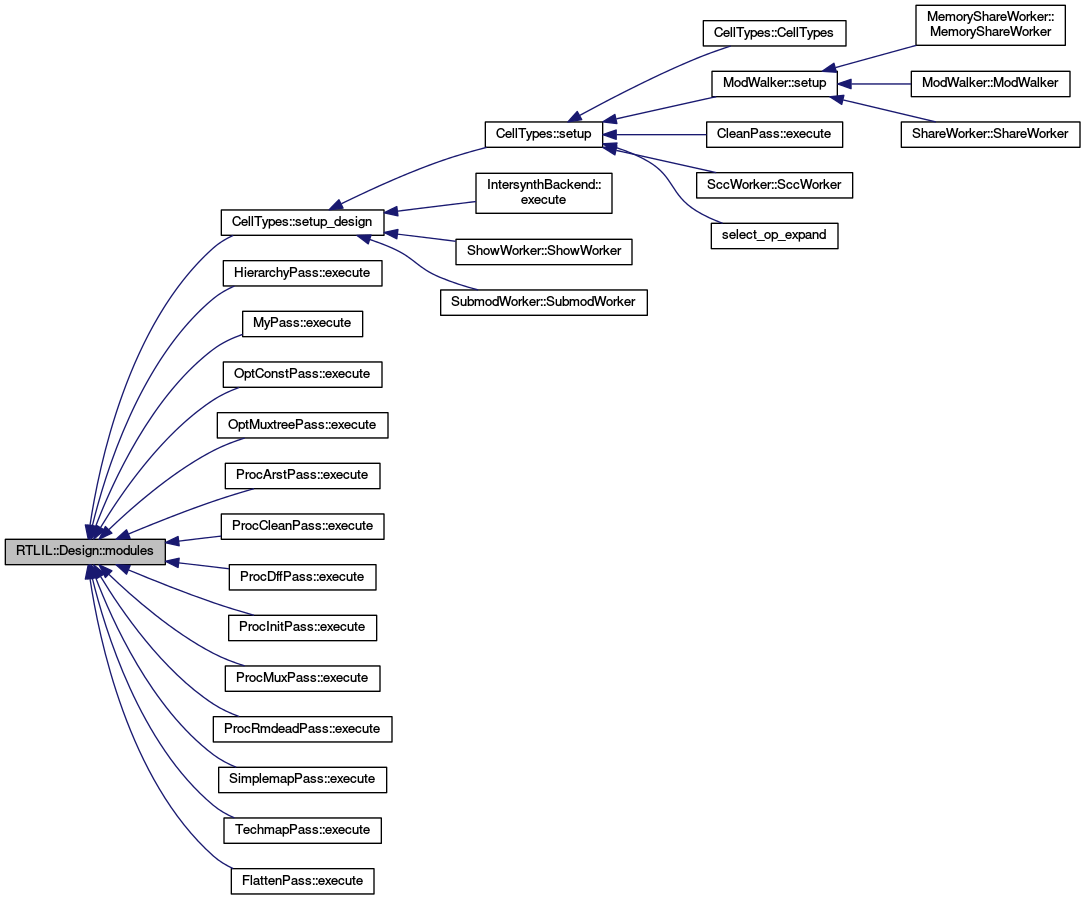 MemoryShareWorker::
MemoryShareWorker
CellTypes::CellTypes
ModWalker::setup
ModWalker::ModWalker
CellTypes::setup
CleanPass::execute
ShareWorker::ShareWorker
SccWorker::SccWorker
IntersynthBackend::
execute
CellTypes::setup_design
select_op_expand
ShowWorker::ShowWorker
HierarchyPass::execute
SubmodWorker::SubmodWorker
MyPass::execute
OptConstPass::execute
OptMuxtreePass::execute
ProcArstPass::execute
ProcCleanPass::execute
RTLIL::Design::modules
ProcDffPass::execute
ProcInitPass::execute
ProcMuxPass::execute
ProcRmdeadPass::execute
SimplemapPass::execute
TechmapPass::execute
FlattenPass::execute